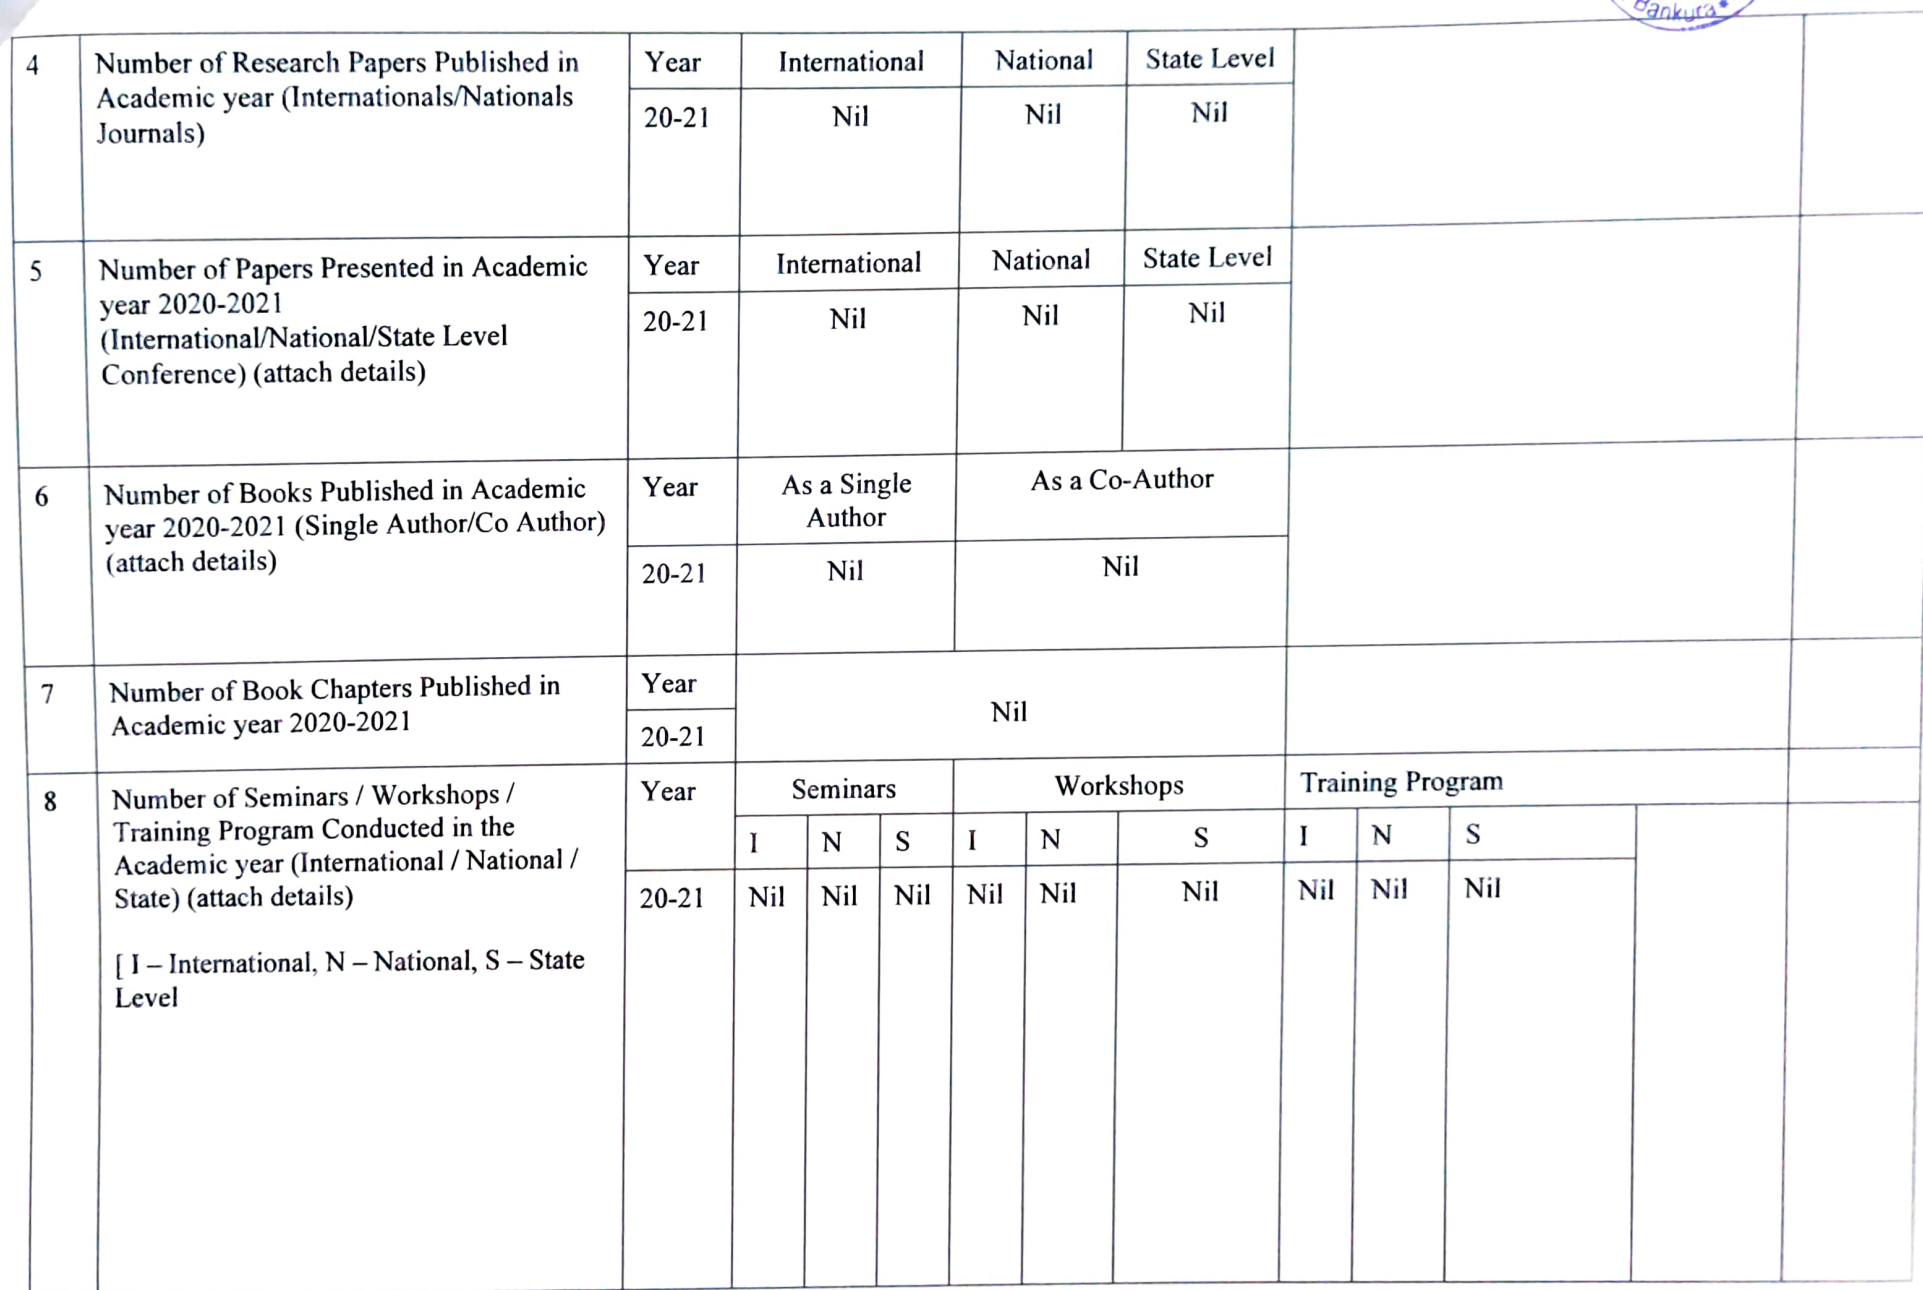 Bankura
4 Number of Research Papers Published in Year International National State Level
Academic year (Internationals/Nationals 20-21 Nil Nil Nil
Journals)
5 Number of Papers Presented in Academic Year International National State Level
year 2020-2021 20-21 Nil Nil Nil
(International/National/State Level
Conference) (attach details)
6 Number of Books Published in Academic Year As a Single As a Co-Author
year 2020-2021 (Single Author/Co Author) Author
(attach details) 20-21 Nil Nil
7 Number of Book Chapters Published in Year
Academic year 2020-2021 20-21 Nil
8 Number of Seminars / Workshops / Year Seminars Workshops Training Program
Training Program Conducted in the I N S I N S I N S
Academic year (International / National /
State) (attach details) 20-21 Nil Nil Nil Nil Nil Nil Nil Nil Nil
[ I – International, N – National, S – State
Level